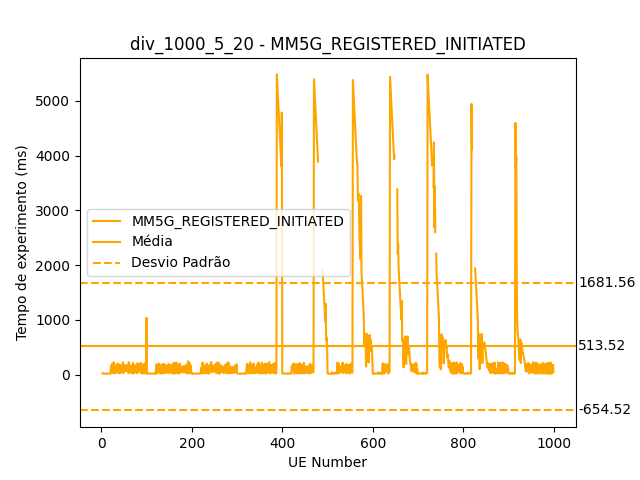 div_1000_5_20 - MM5G_REGISTERED_INITIATED
Tempo de experimento (ms)
5000
4000
3000
2000
1000
0
MM5G_REGISTERED_INITIATED
Média
Desvio Padrão
1681.56
513.52
-654.52
0
200
400
600
800
1000
UE Number